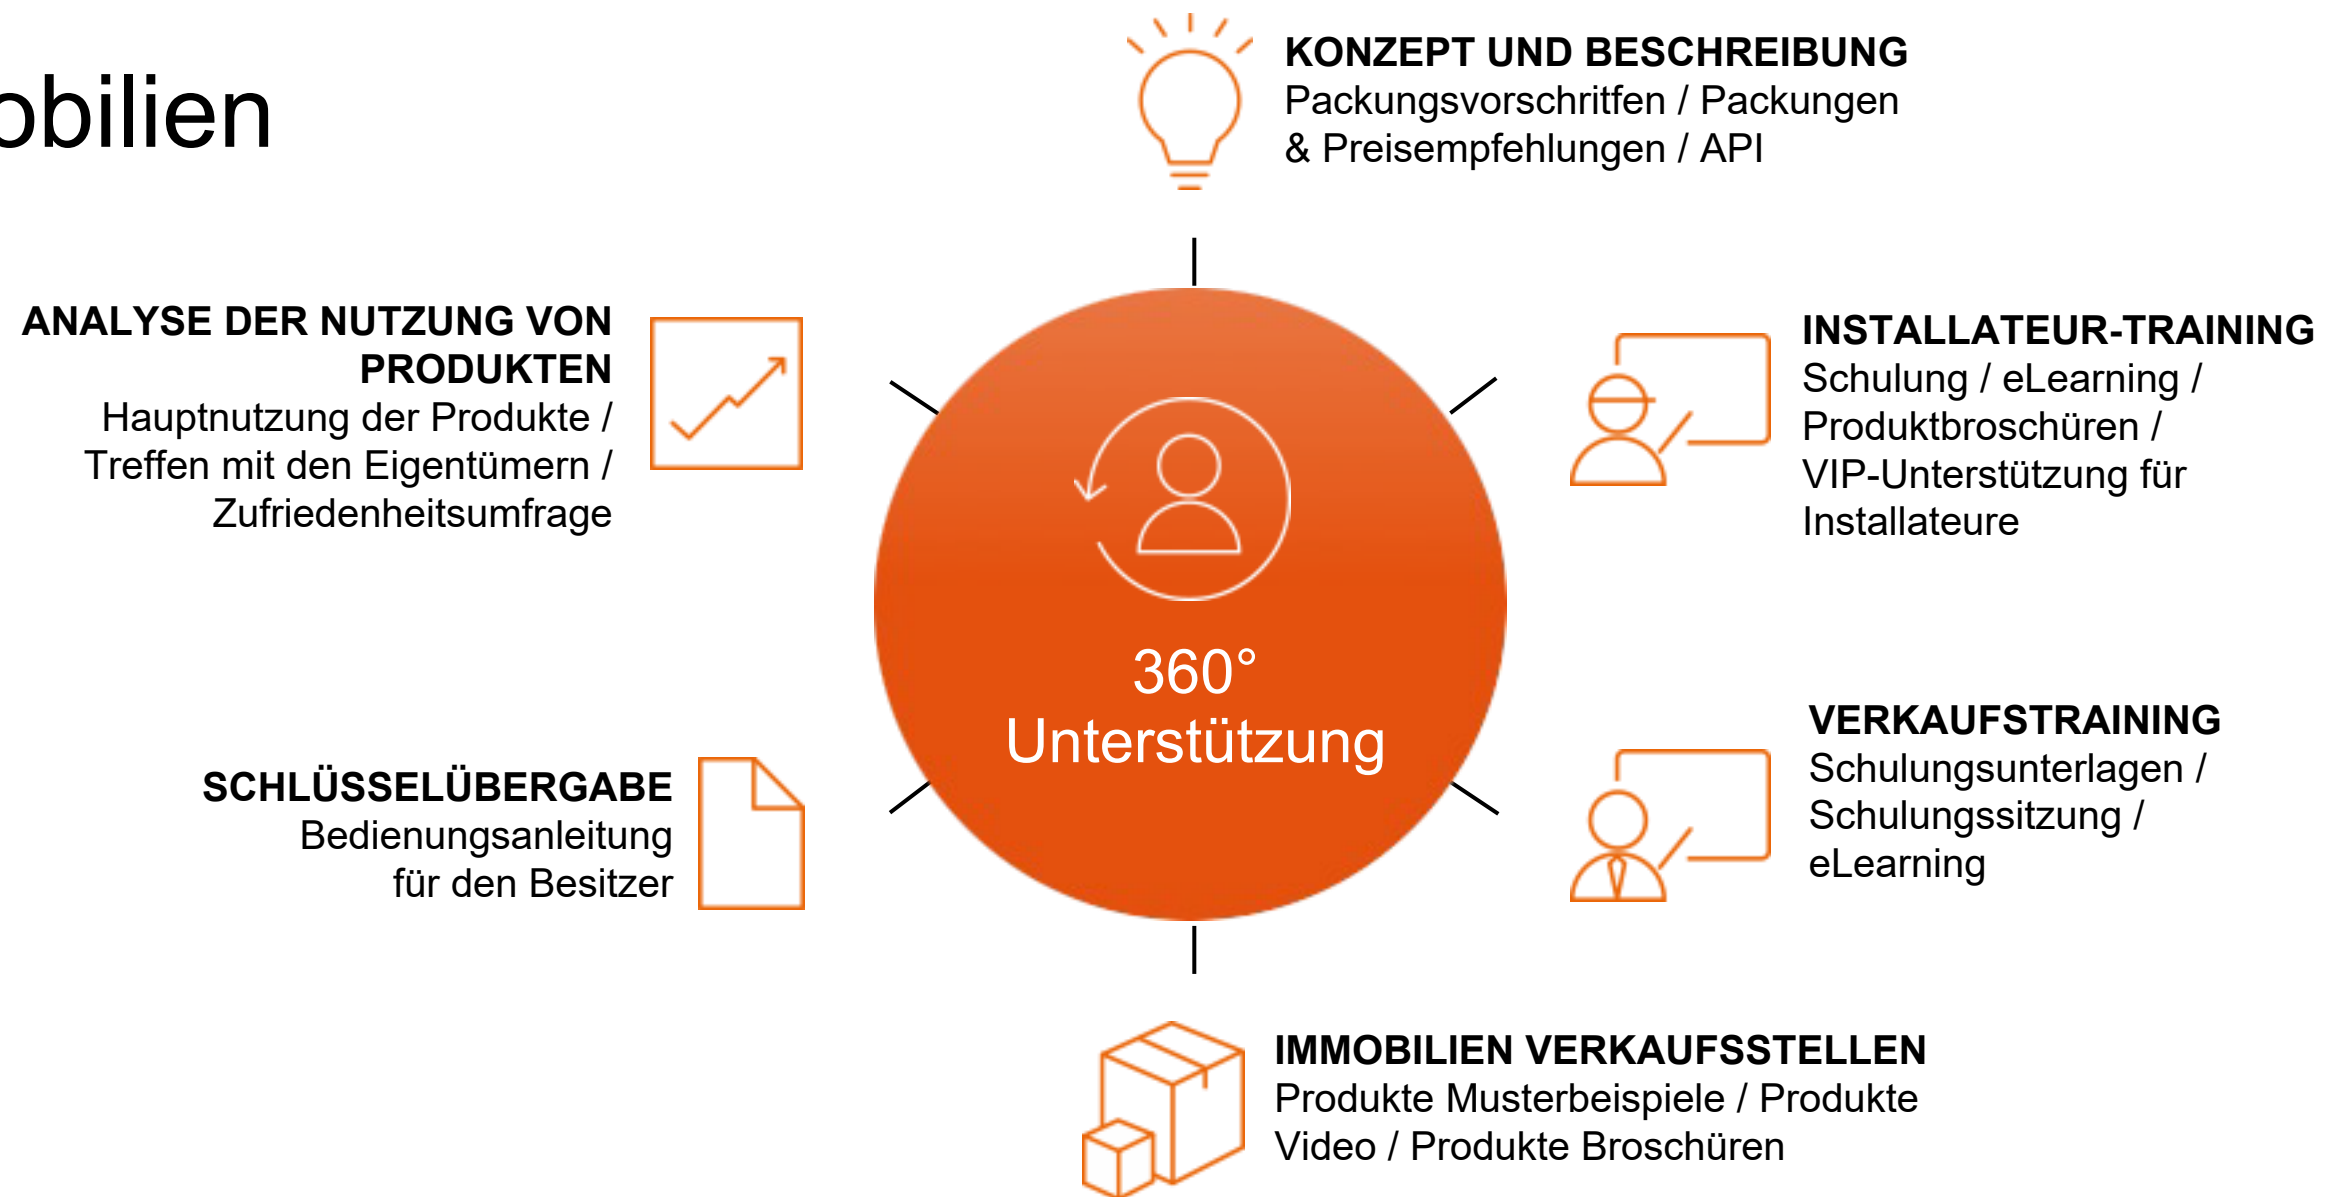 obilien
KONZEPT UND BESCHREIBUNG
Packungsvorschritfen / Packungen
& Preisempfehlungen / API
INSTALLATEUR-TRAINING
Schulung / eLearning /
Produktbroschüren /
VIP-Unterstützung für
Installateure
VERKAUFSTRAINING
Schulungsunterlagen /
Schulungssitzung /
eLearning
IMMOBILIEN VERKAUFSSTELLEN
Produkte Musterbeispiele / Produkte
Video / Produkte Broschüren
SCHLÜSSELÜBERGABE
Bedienungsanleitung
für den Besitzer
ANALYSE DER NUTZUNG VON
PRODUKTEN
Hauptnutzung der Produkte /
Treffen mit den Eigentümern /
Zufriedenheitsumfrage
360°
Unterstützung